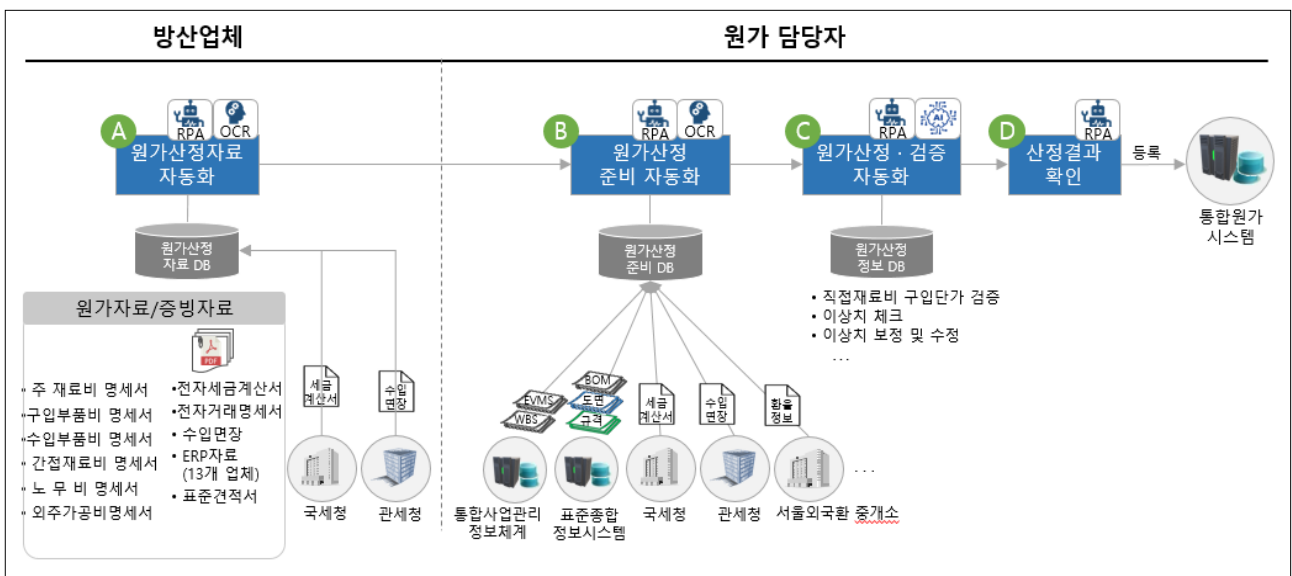 방산업체
원가 담당자
A
RPA
OCR
원가산정자료
자동화
B
RPA
OCR
원가산정
준비 자동화
C
RPA
AI
원가산정 · 검증
자동화
D
RPA
산정결과
확인
등록
통합원가
시스템
원가산정
자료 DB
원가산정
준비 DB
원가산정
정보 DB
• 직접재료비 구입단가 검증
• 이상치 체크
• 이상치 보정 및 수정
...
원가자료/증빙자료
PDF
• 주 재료비 명세서
•구입부품비 명세서
•수입부품비 명세서
• 간접재료비 명세서
• 노 무 비 명세서
• 외주가공비명세서
•전자세금계산서
•전자거래명세서
• 수입면장
• ERP자료
(13개 업체)
• 표준견적서
세금
계산서
수입
면장
국세청
관세청
EVMS
WBS
BOM
도면
규격
세금
계산서
수입
면장
환율
정보
...
통합사업관리
정보체계
표준종합
정보시스템
국세청
관세청
서울외국환 중개소